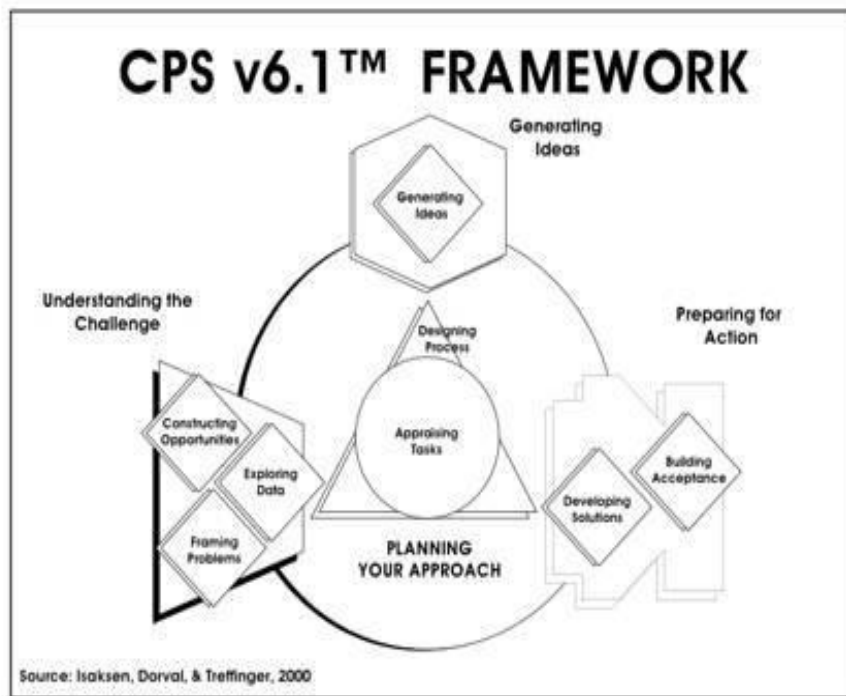 CPS v6.1™ FRAMEWORK
Generating
Ideas
Generating
Ideas
Understanding the
Challenge
Preparing for
Action
Designing
Process
Constructing
Opportunities
Appraising
Tasks
Exploring
Data
Building
Acceptance
Developing
Solutions
Framing
Problems
PLANNING
YOUR APPROACH
Source: Isaksen, Dorval, & Treffinger, 2000